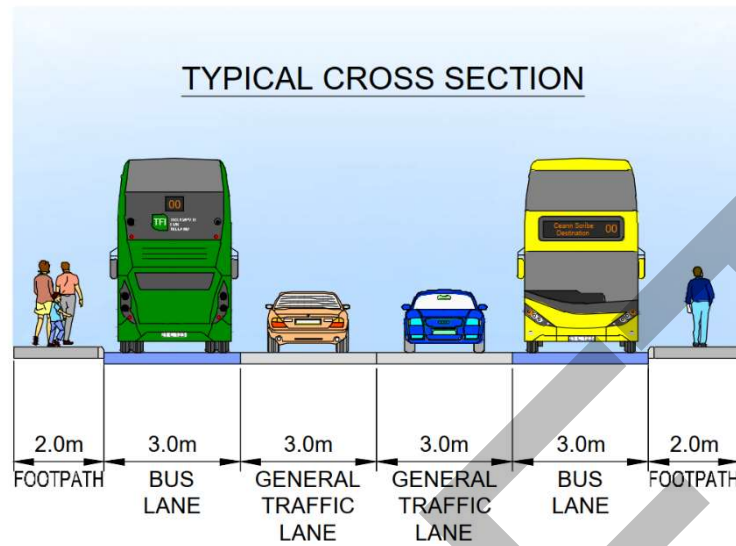 TYPICAL CROSS SECTION
00
TFI
Ceann Scríbe
Destination 00
2.0m 3.0m 3.0m 3.0m 3.0m 2.0m
FOOTPATH BUS LANE GENERAL TRAFFIC LANE GENERAL TRAFFIC LANE BUS LANE FOOTPATH